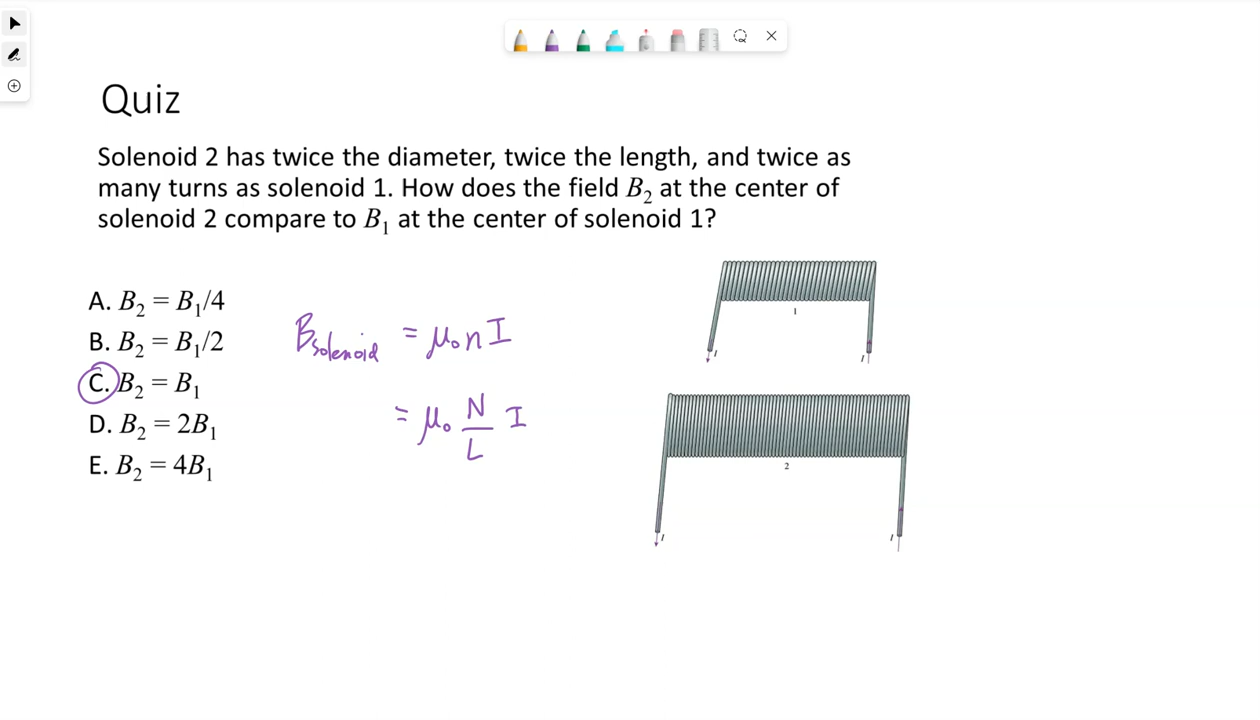 Quiz
Solenoid 2 has twice the diameter, twice the length, and twice as
many turns as solenoid 1. How does the field B₂ at the center of
solenoid 2 compare to B₁ at the center of solenoid 1?
A. B₂ = B₁/4
B. B₂ = B₁/2
C. B₂ = B₁
D. B₂ = 2B₁
E. B₂ = 4B₁
B solenoid = μ₀ n I
= μ₀ N/L I
1
I I
2
I I